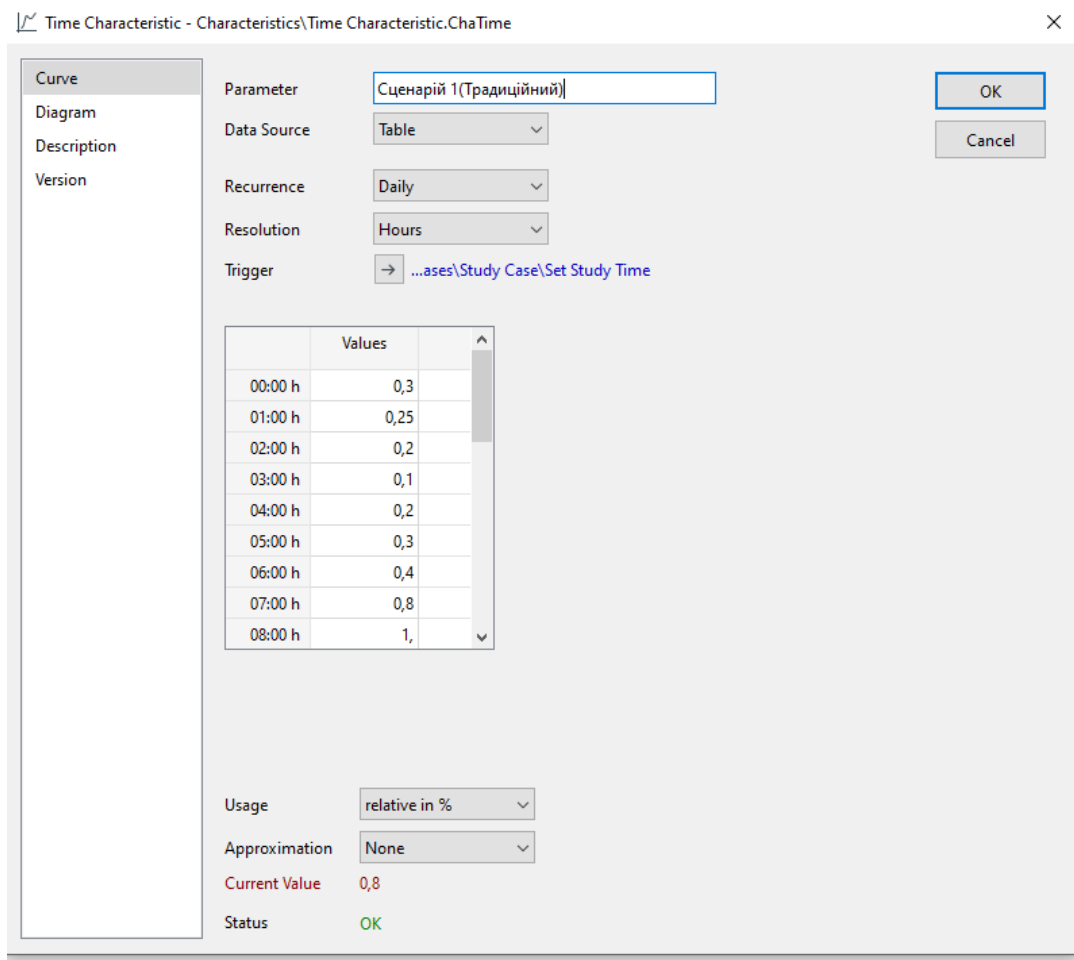 Time Characteristic - Characteristics\Time Characteristic.ChaTime
Curve
Diagram
Description
Version
Parameter Сценарій 1(Традиційний)
OK
Data Source Table
Cancel
Recurrence Daily
Resolution Hours
Trigger ...ases\Study Case\Set Study Time
Values
00:00 h 0,3
01:00 h 0,25
02:00 h 0,2
03:00 h 0,1
04:00 h 0,2
05:00 h 0,3
06:00 h 0,4
07:00 h 0,8
08:00 h 1,
Usage relative in %
Approximation None
Current Value 0,8
Status OK